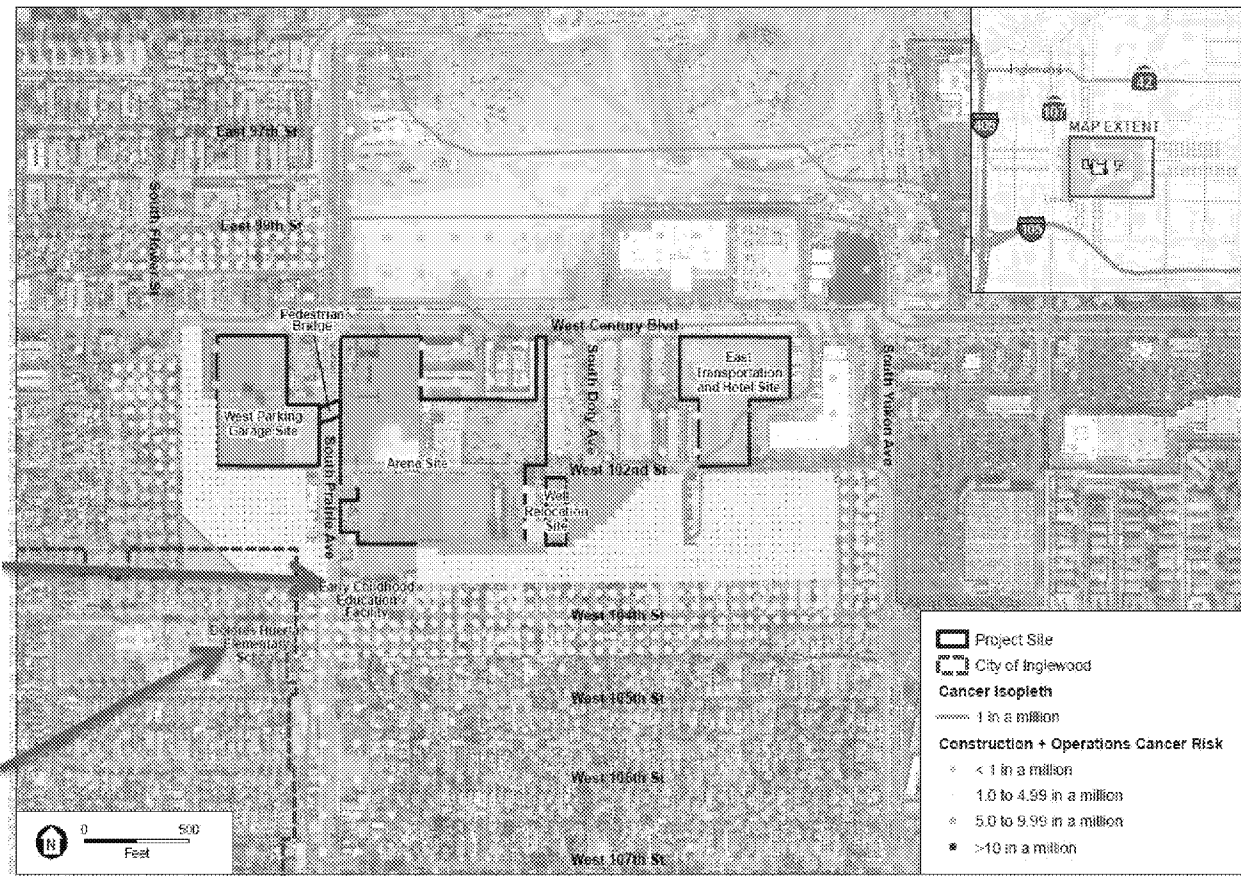 East 97th St
South Flower St
East 99th St
MAP EXTENT
Pedestrian
Bridge
West Century Blvd
South Doty Ave
East
Transportation
and Hotel Site
South Yukon Ave
West Parking
Garage Site
South Prairie Ave
Arena Site
West 102nd St
Well
Relocation
Site
Early Childhood
Education
Facility
West 104th St
Dolores Huerta
Elementary
West 105th St
West 106th St
West 107th St
N
0 500
Feet
Project Site
City of Inglewood
Cancer Isopleth
1 in a million
Construction + Operations Cancer Risk
< 1 in a million
1.0 to 4.99 in a million
5.0 to 9.99 in a million
>10 in a million